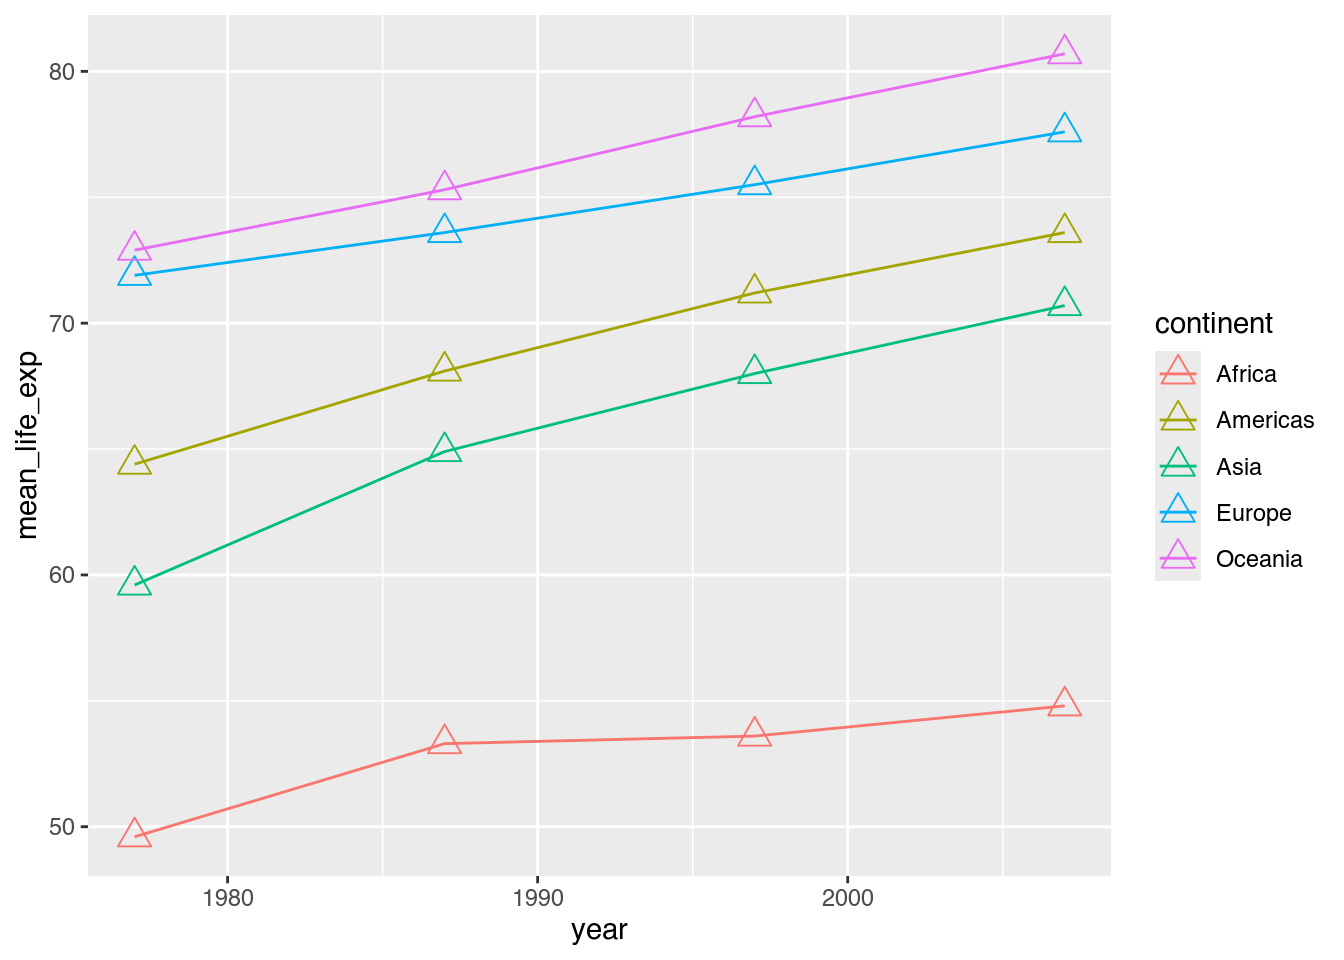 80
70
60
50
mean_life_exp
1980 1990 2000
year
continent
Africa
Americas
Asia
Europe
Oceania